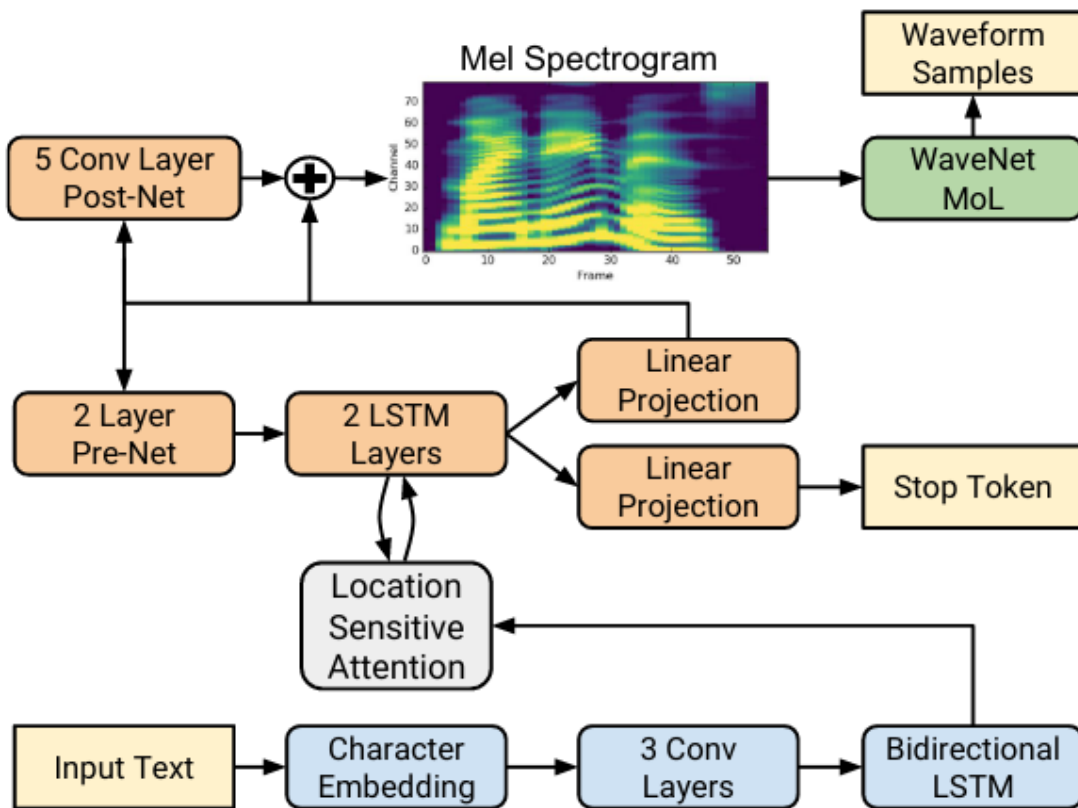 Waveform
Samples
Mel Spectrogram
5 Conv Layer
Post-Net
Channel
70
60
50
40
30
20
10
0
0 10 20 30 40 50
Frame
WaveNet
MoL
Linear
Projection
2 Layer
Pre-Net
2 LSTM
Layers
Linear
Projection
Stop Token
Location
Sensitive
Attention
Input Text
Character
Embedding
3 Conv
Layers
Bidirectional
LSTM